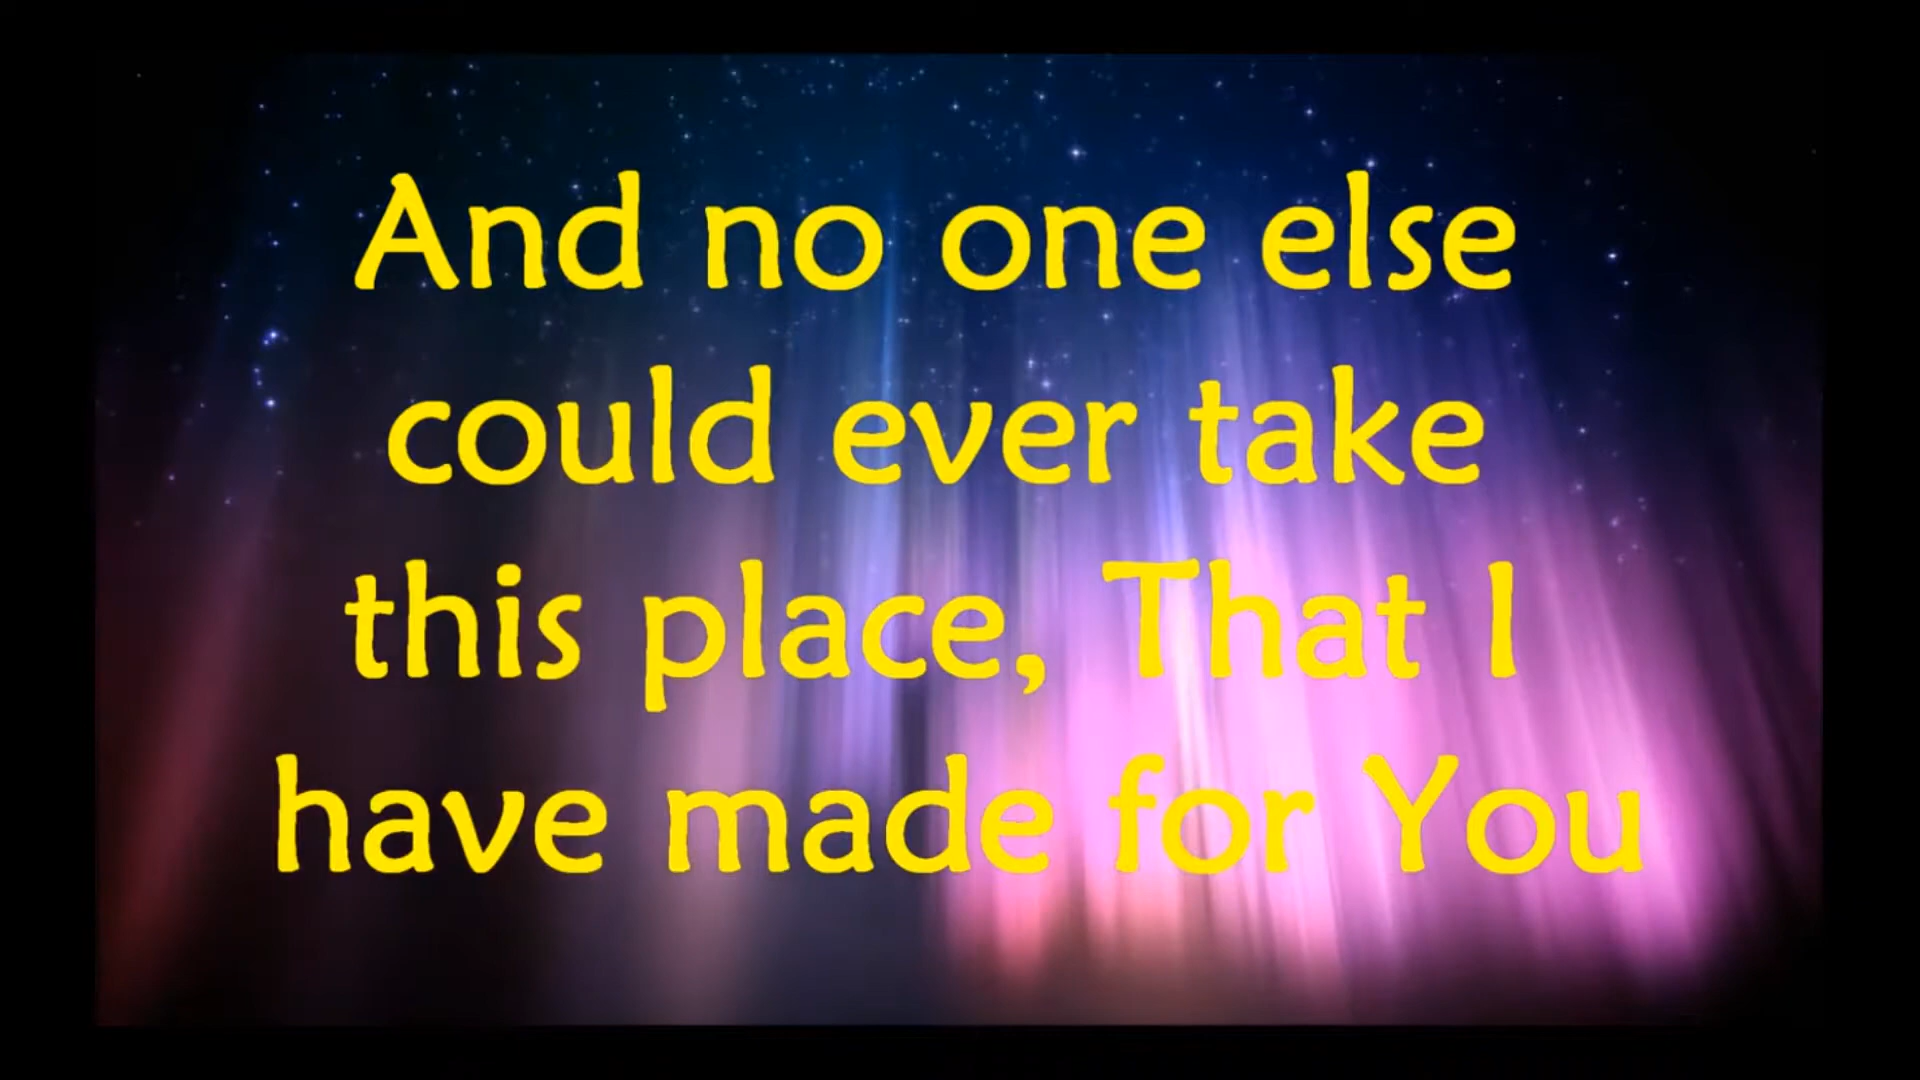 And no one else
could ever take
this place, That I
have made for You